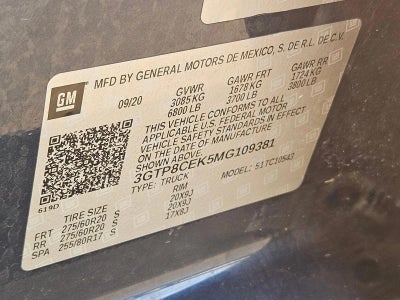 MFD BY GENERAL MOTORS DE MEXICO, S. DE R.L. DE C.V.
GM
09/20 GVWR GAWR FRT GAWR RR
3085 KG 1678 KG 1724 KG
6800 LB 3700 LB 3800 LB
THIS VEHICLE CONFORMS TO ALL
APPLICABLE U.S. FEDERAL MOTOR
VEHICLE SAFETY STANDARDS IN EFFECT
ON THE DATE OF MANUFACTURE
SHOWN ABOVE.
3GTP8CEK5MG109381
TYPE: TRUCK MODEL: 51TC10543
619D
TIRE SIZE RIM
FRT 275/60R20 S 20X9J
RR 275/60R20 S 20X9J
SPA 255/80R17 S 17X8J